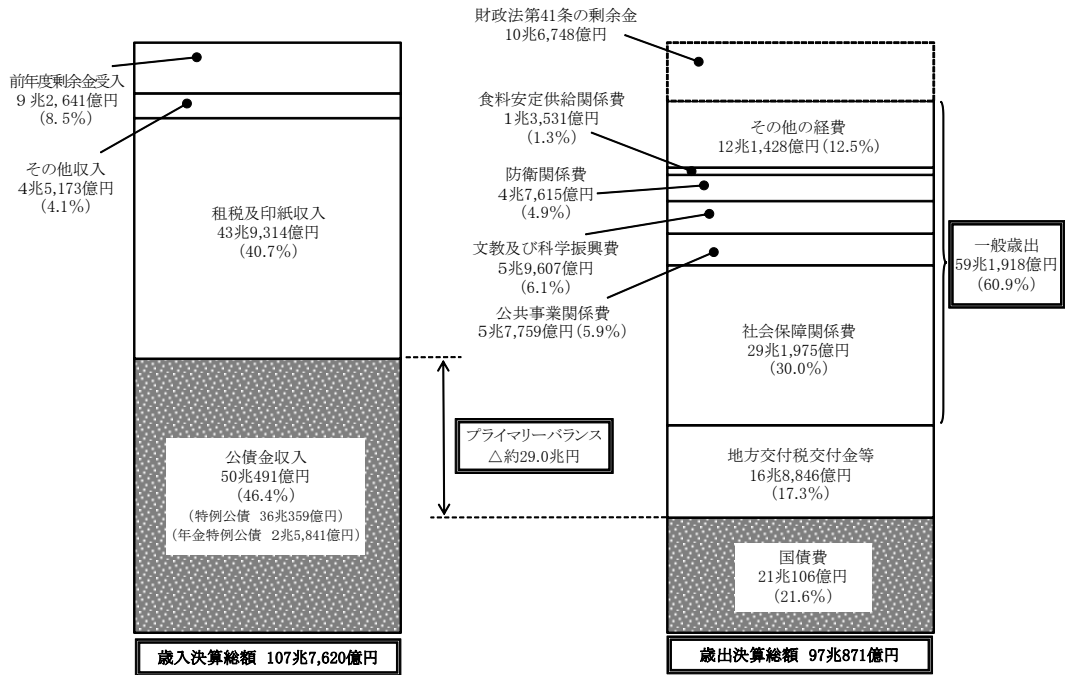 前年度剰余金受入
9兆2,641億円
(8.5%)
その他収入
4兆5,173億円
(4.1%)
租税及印紙収入
43兆9,314億円
(40.7%)
公債金収入
50兆491億円
(46.4%)
(特例公債 36兆359億円)
(年金特例公債 2兆5,841億円)
歳入決算総額 107兆7,620億円
プライマリーバランス
△約29.0兆円
財政法第41条の剰余金
10兆6,748億円
食料安定供給関係費
1兆3,531億円
(1.3%)
防衛関係費
4兆7,615億円
(4.9%)
文教及び科学振興費
5兆9,607億円
(6.1%)
公共事業関係費
5兆7,759億円(5.9%)
その他の経費
12兆1,428億円(12.5%)
社会保障関係費
29兆1,975億円
(30.0%)
地方交付税交付金等
16兆8,846億円
(17.3%)
国債費
21兆106億円
(21.6%)
歳出決算総額 97兆871億円
一般歳出
59兆1,918億円
(60.9%)